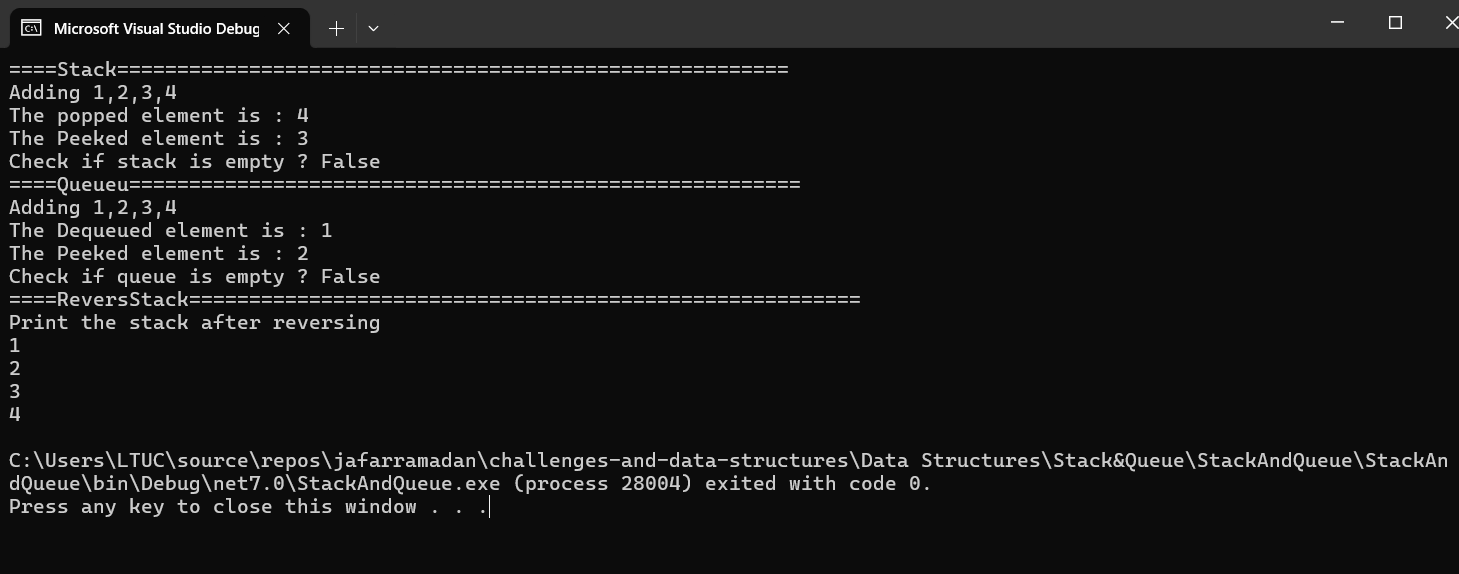 Microsoft Visual Studio Debug
====Stack========================================================
Adding 1,2,3,4
The popped element is : 4
The Peeked element is : 3
Check if stack is empty ? False
====Queueu========================================================
Adding 1,2,3,4
The Dequeued element is : 1
The Peeked element is : 2
Check if queue is empty ? False
====ReversStack========================================================
Print the stack after reversing
1
2
3
4
C:\Users\LTUC\source\repos\jafarramadan\challenges-and-data-structures\Data Structures\Stack&Queue\StackAndQueue\StackAn
dQueue\bin\Debug\net7.0\StackAndQueue.exe (process 28004) exited with code 0.
Press any key to close this window . . .